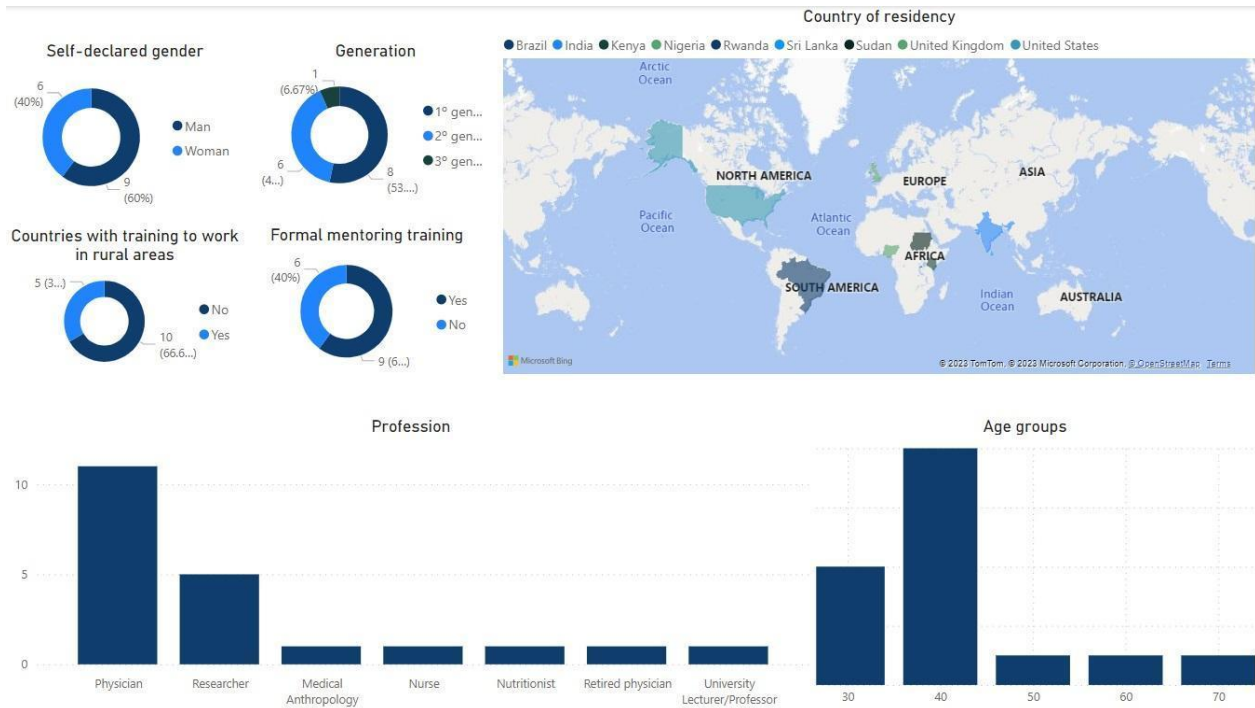 Country of residency
Brazil India Kenya Nigeria Rwanda Sri Lanka Sudan United Kingdom United States
Self-declared gender
6
(40%)
9
(60%)
Man
Woman
Generation
1
(6.67%)
6
(4...)
8
(53....)
1º gen...
2º gen...
3º gen...
Countries with training to work
in rural areas
5 (3...)
10
(66.6...)
No
Yes
Formal mentoring training
6
(40%)
9 (6...)
Yes
No
Arctic
Ocean
NORTH AMERICA
EUROPE
ASIA
Pacific
Ocean
Atlantic
Ocean
AFRICA
SOUTH AMERICA
Indian
Ocean
AUSTRALIA
Microsoft Bing
© 2023 TomTom, © 2023 Microsoft Corporation, © OpenStreetMap Terms
Profession
10
5
0
Physician
Researcher
Medical
Anthropology
Nurse
Nutritionist
Retired physician
University
Lecturer/Professor
Age groups
30
40
50
60
70